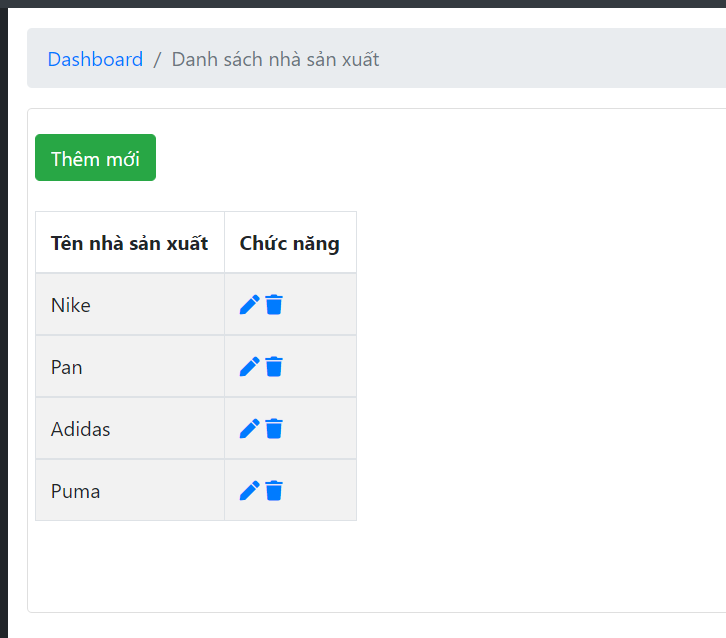 Dashboard / Danh sách nhà sản xuất
Thêm mới
Tên nhà sản xuất Chức năng
Nike
Pan
Adidas
Puma